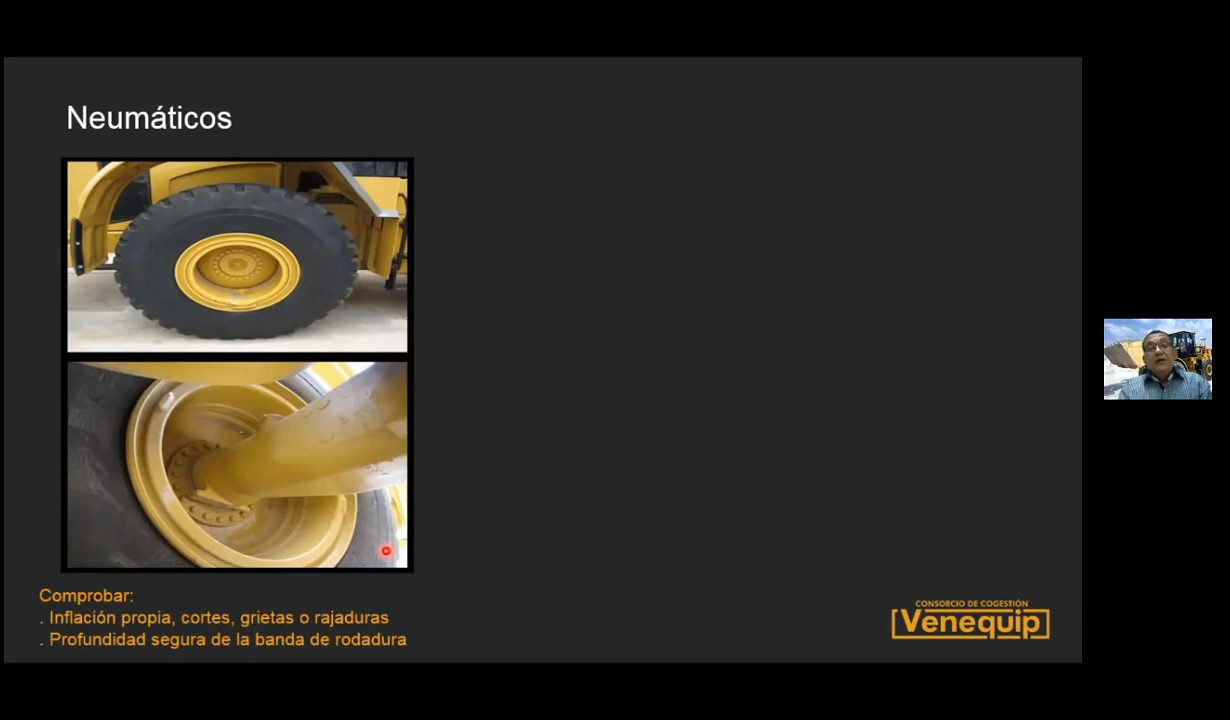 Neumáticos
Comprobar:
. Inflación propia, cortes, grietas o rajaduras
. Profundidad segura de la banda de rodadura
CONSORCIO DE COGESTIÓN
Venequip